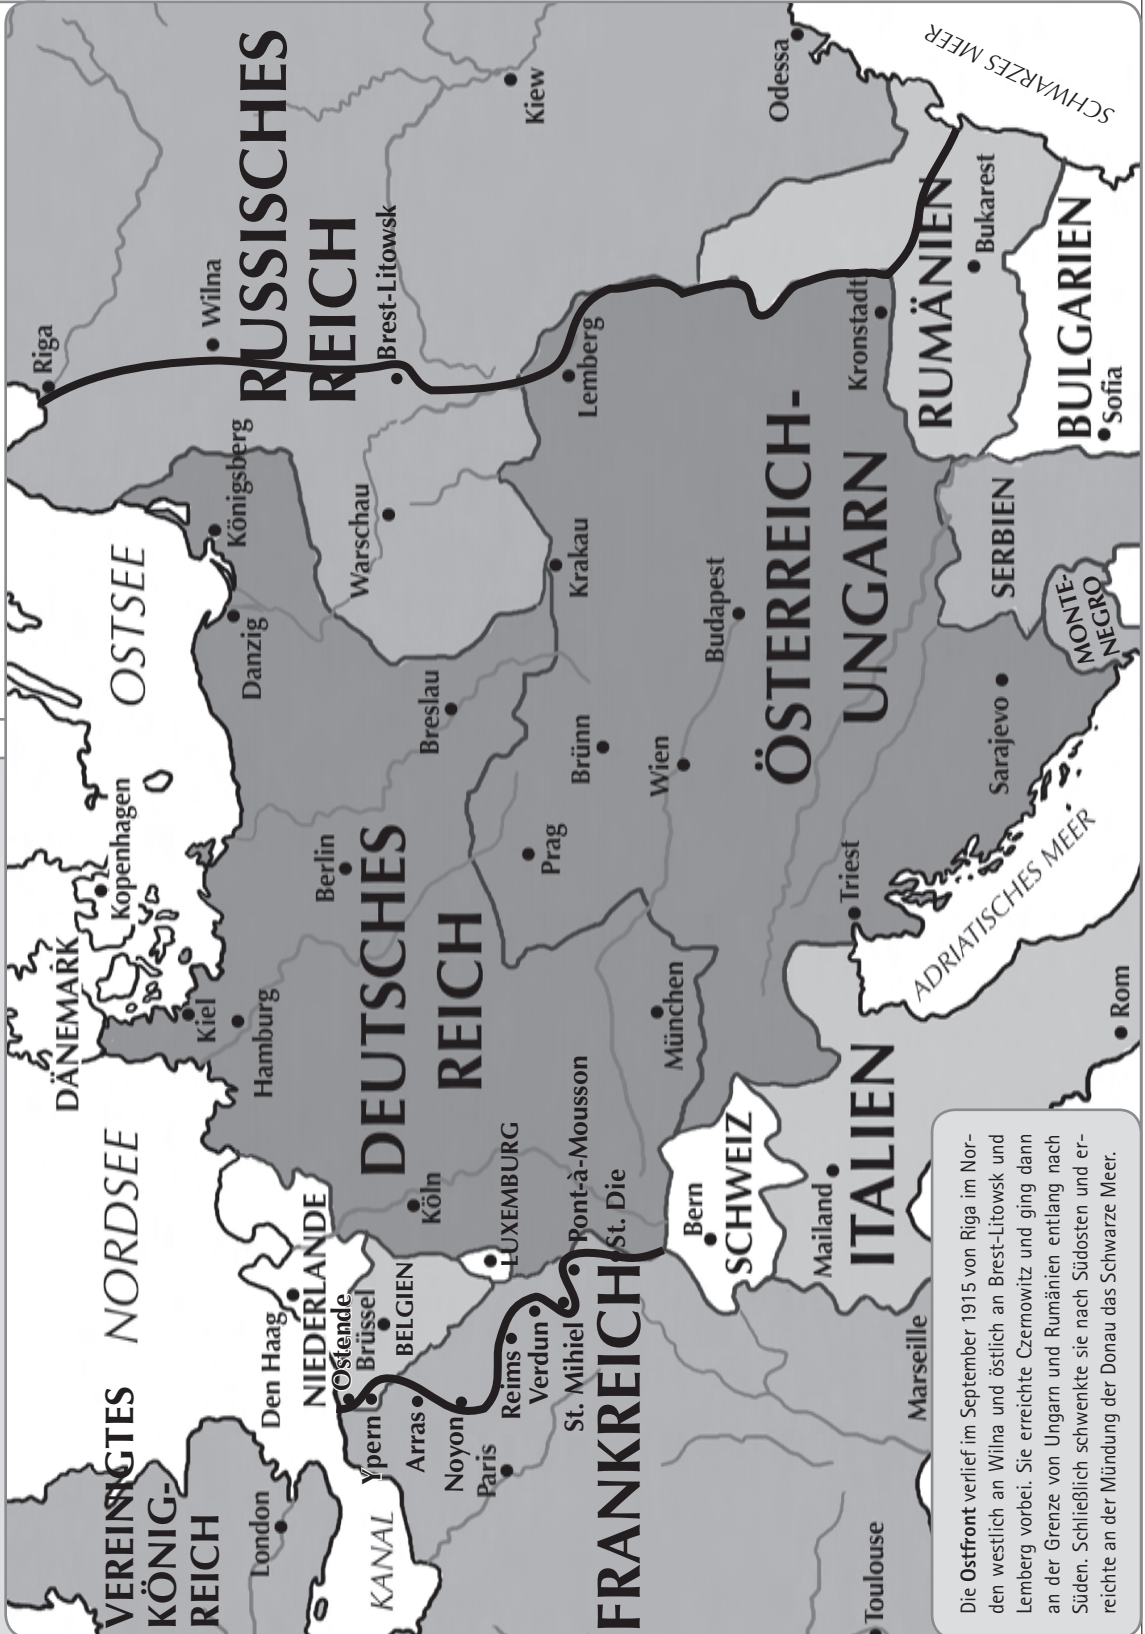 VEREINIGTES
KÖNIG-
REICH
London
KANAL
NORDSEE
DÄNEMARK
Kopenhagen
OSTSEE
Kiel
Hamburg
Den Haag
NIEDERLANDE
Ostende
Brüssel
BELGIEN
Ypern
Arras
Noyon
Paris
Reims
Verdun
St. Mihiel
FRANKREICH
Toulouse
Marseille
Köln
LUXEMBURG
Pont-à-Mousson
St. Die
DEUTSCHES
REICH
Berlin
Danzig
Königsberg
Breslau
München
Bern
SCHWEIZ
Mailand
ITALIEN
Rom
Triest
ADRIATISCHES MEER
Riga
Wilna
RUSSISCHES
REICH
Brest-Litowsk
Warschau
Kiew
Odessa
SCHWARZES MEER
Lemberg
Krakau
Prag
Brünn
Wien
Budapest
ÖSTERREICH-
UNGARN
Kronstadt
Sarajevo
MONTE-
NEGRO
SERBIEN
RUMÄNIEN
Bukarest
BULGARIEN
Sofia
Die Ostfront verlief im September 1915 von Riga im Nor-
den westlich an Wilna und östlich an Brest-Litowsk und
Lemberg vorbei. Sie erreichte Czernowitz und ging dann
an der Grenze von Ungarn und Rumänien entlang nach
Süden. Schließlich schwenkte sie nach Südosten und er-
reichte an der Mündung der Donau das Schwarze Meer.